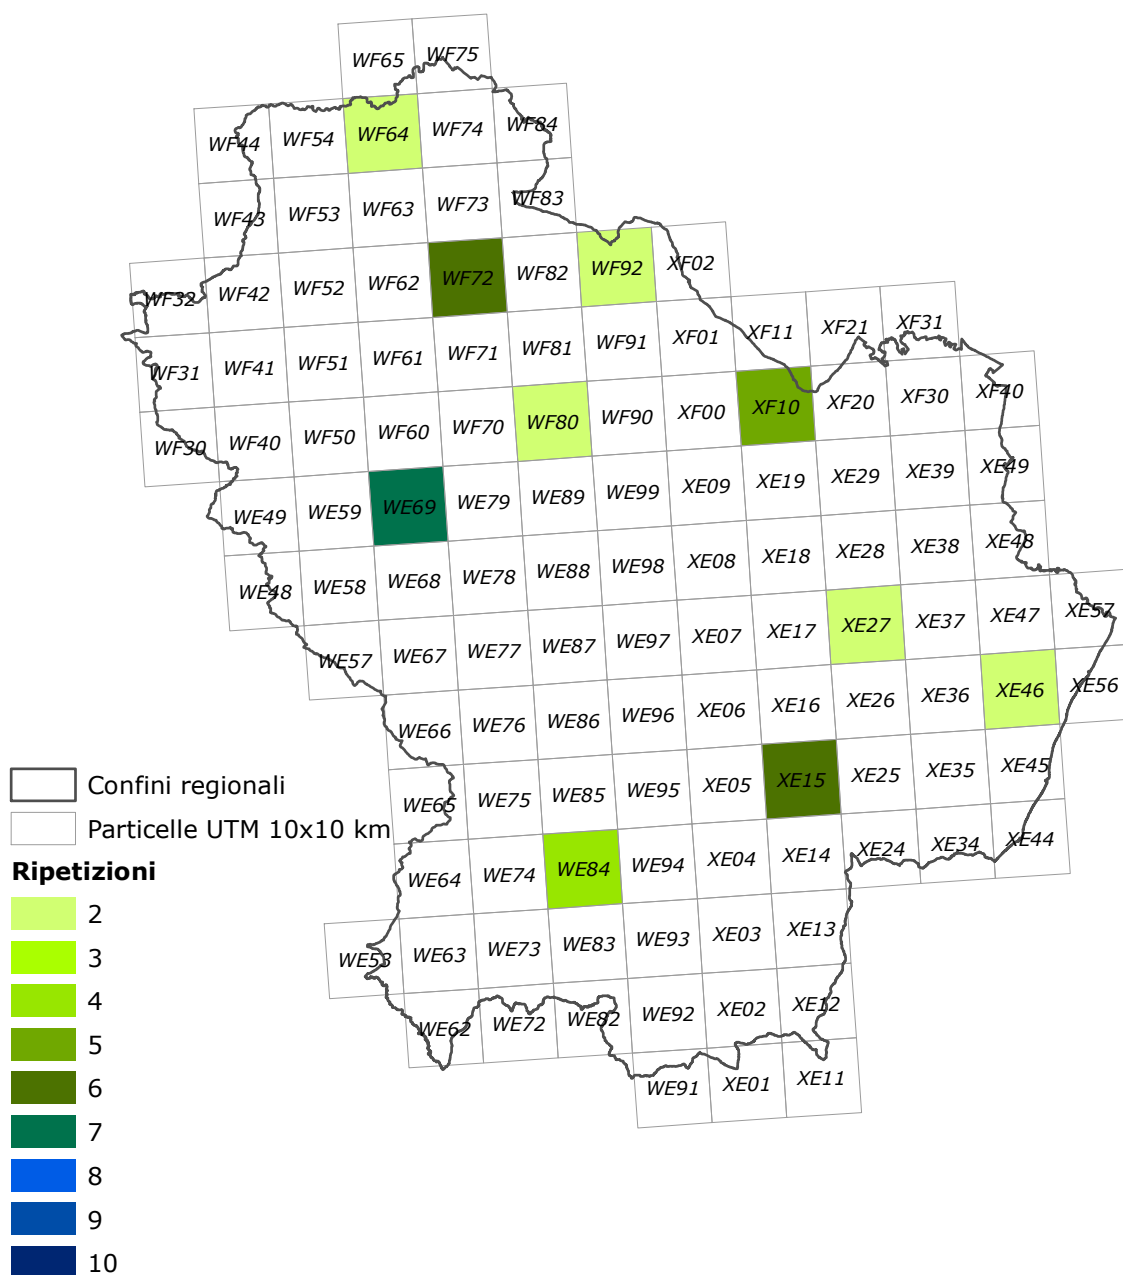 WF65 WF75
WF44 WF54 WF64 WF74 WF84
WF43 WF53 WF63 WF73 WF83
WF32 WF42 WF52 WF62 WF72 WF82 WF92 XF02
WF31 WF41 WF51 WF61 WF71 WF81 WF91 XF01 XF11 XF21 XF31
WF30 WF40 WF50 WF60 WF70 WF80 WF90 XF00 XF10 XF20 XF30 XF40
WE49 WE59 WE69 WE79 WE89 WE99 XE09 XE19 XE29 XE39 XE49
WE48 WE58 WE68 WE78 WE88 WE98 XE08 XE18 XE28 XE38 XE48
WE57 WE67 WE77 WE87 WE97 XE07 XE17 XE27 XE37 XE47 XE57
WE66 WE76 WE86 WE96 XE06 XE16 XE26 XE36 XE46 XE56
WE65 WE75 WE85 WE95 XE05 XE15 XE25 XE35 XE45
WE64 WE74 WE84 WE94 XE04 XE14 XE24 XE34 XE44
WE53 WE63 WE73 WE83 WE93 XE03 XE13
WE62 WE72 WE82 WE92 XE02 XE12
WE91 XE01 XE11
Confini regionali
Particelle UTM 10x10 km
Ripetizioni
2
3
4
5
6
7
8
9
10